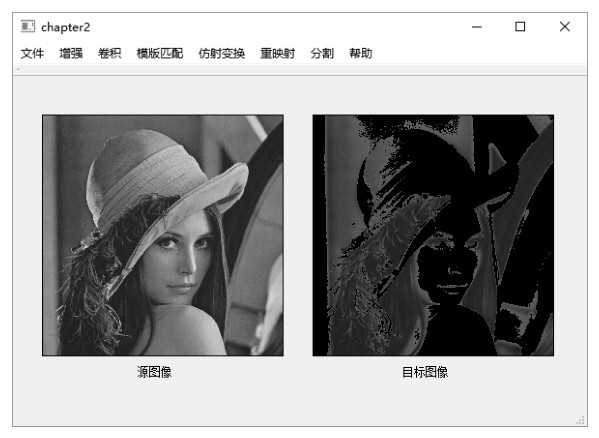 chapter2
文件 增强 卷积 模版匹配 仿射变换 重映射 分割 帮助
源图像 目标图像